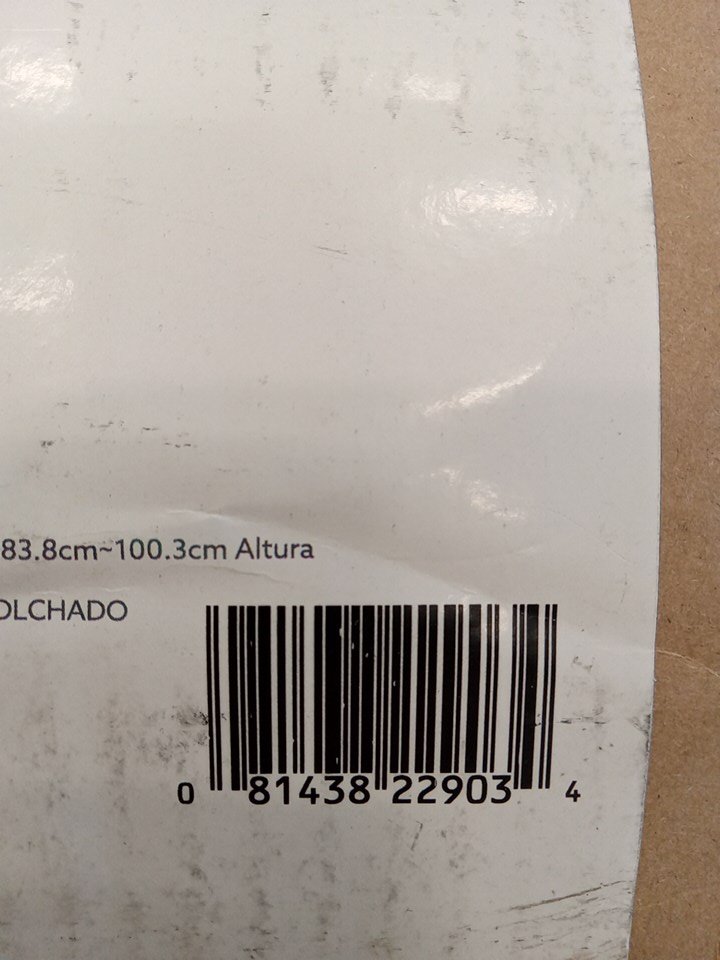 83.8cm~100.3cm Altura
OLCHADO
0 81438 22903 4